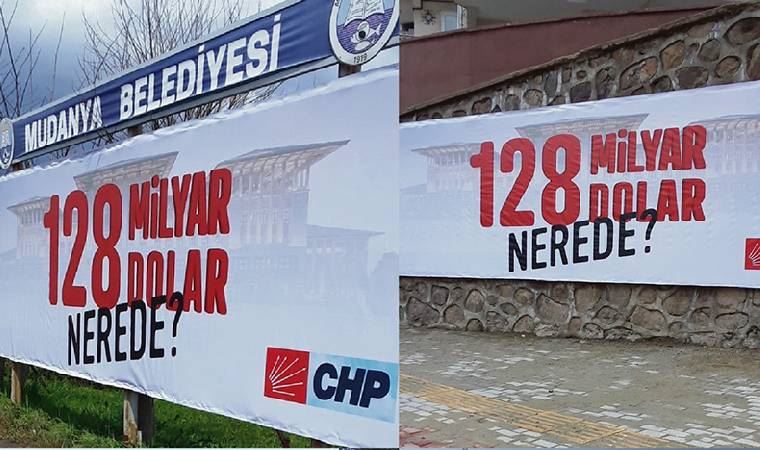 MUDANYA BELEDİYESİ
1919
128 MİLYAR
DOLAR
NEREDE?
CHP
128 MİLYAR
DOLAR
NEREDE?